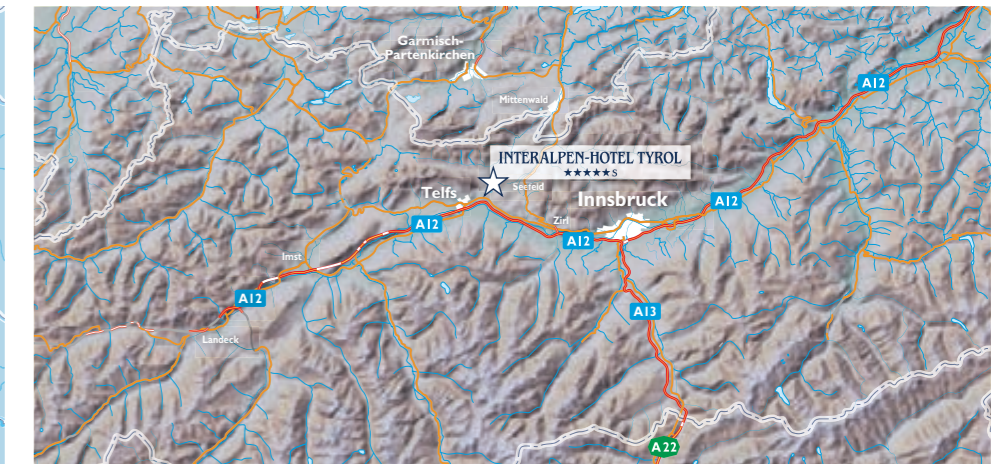 Garmisch-
-Partenkirchen
A12
Mittenwald
INTERALPEN-HOTEL TYROL
★★★★★S
Seefeld
Telfs
Innsbruck
A12
Zirl
A12
A12
Imst
A12
A13
Landeck
A22